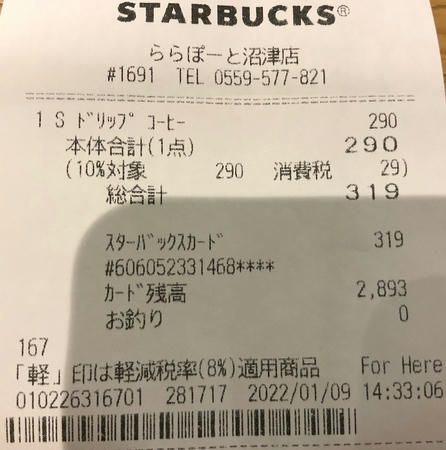 STARBUCKS®
ららぽーと沼津店
#1691 TEL 0559-577-821
1 S ﾄﾞﾘｯﾌﾟ ｺｰﾋｰ 290
本体合計(1点) 290
(10%対象 290 消費税 29)
総合計 319
ｽﾀｰﾊﾞｯｸｽｶｰﾄﾞ 319
#606052331468****
ｶｰﾄﾞ残高 2,893
お釣り 0
167
「軽」印は軽減税率(8%)適用商品 For Here
010226316701 281717 2022/01/09 14:33:06